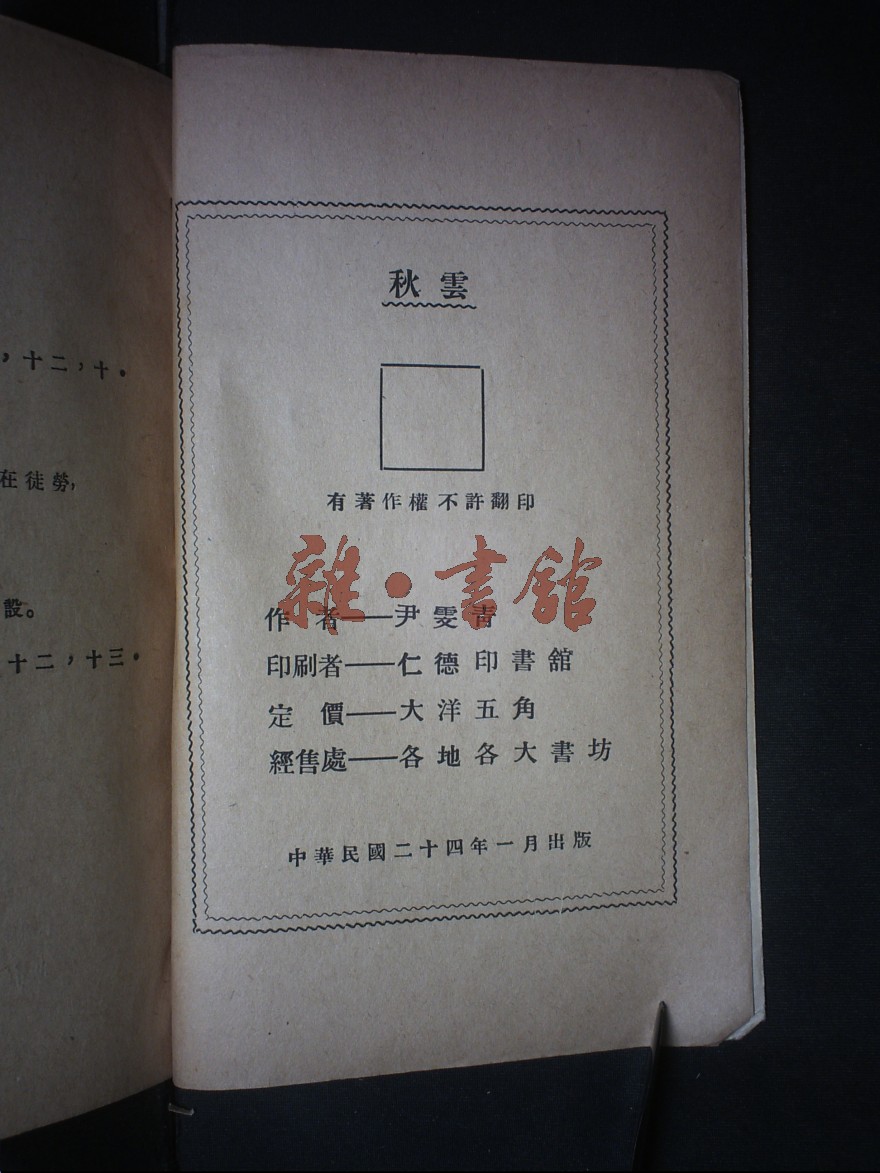 ，十二，十。
在徒勞，
設。
十二，十三。
秋雲
有著作權不許翻印
雜·書館
作者——尹雯青
印刷者——仁德印書館
定價——大洋五角
經售處——各地各大書坊
中華民國二十四年一月出版